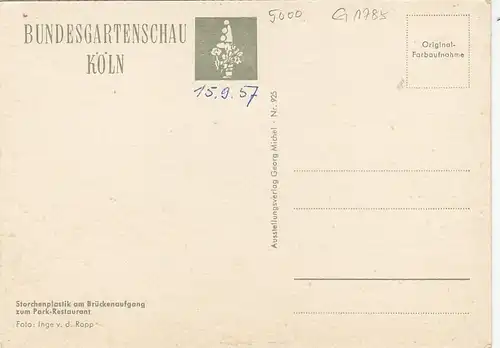 BUNDESGARTENSCHAU
KÖLN
15.9.57
5000
G 1785
Original-
Farbaufnahme
Ausstellungsverlag Georg Michel · Nr. 925
Storchenplastik am Brückenaufgang
zum Park-Restaurant
Foto: Inge v. d. Ropp